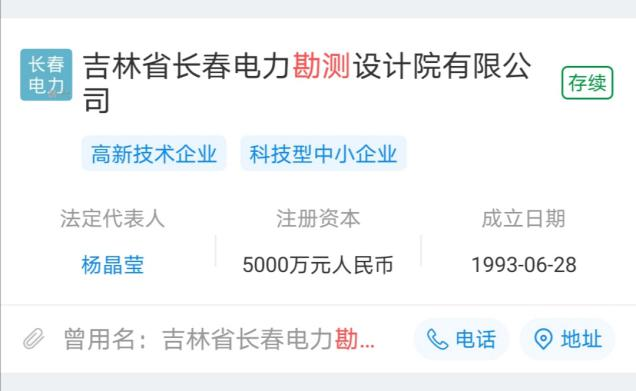 长春
电力
吉林省长春电力勘测设计院有限公
司
存续
高新技术企业 科技型中小企业
法定代表人 注册资本 成立日期
杨晶莹 5000万元人民币 1993-06-28
曾用名：吉林省长春电力勘... 电话 地址